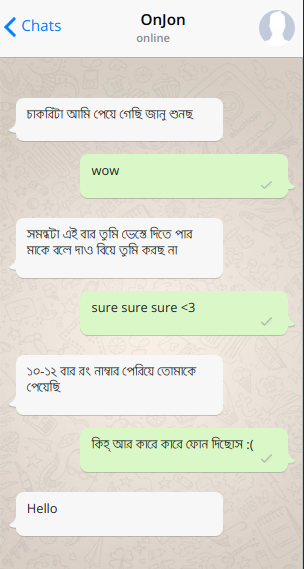 Chats
OnJon
online
চাকরিটা আমি পেয়ে গেছি জানু শুনছ
wow
সমন্ধটা এই বার তুমি ভেস্তে দিতে পার
মাকে বলে দাও বিয়ে তুমি করছ না
sure sure sure <3
১০-১২ বার রং নাম্বার পেরিয়ে তোমাকে
পেয়েছি
কিহ্ আর কারে কারে ফোন দিছোস :(
Hello